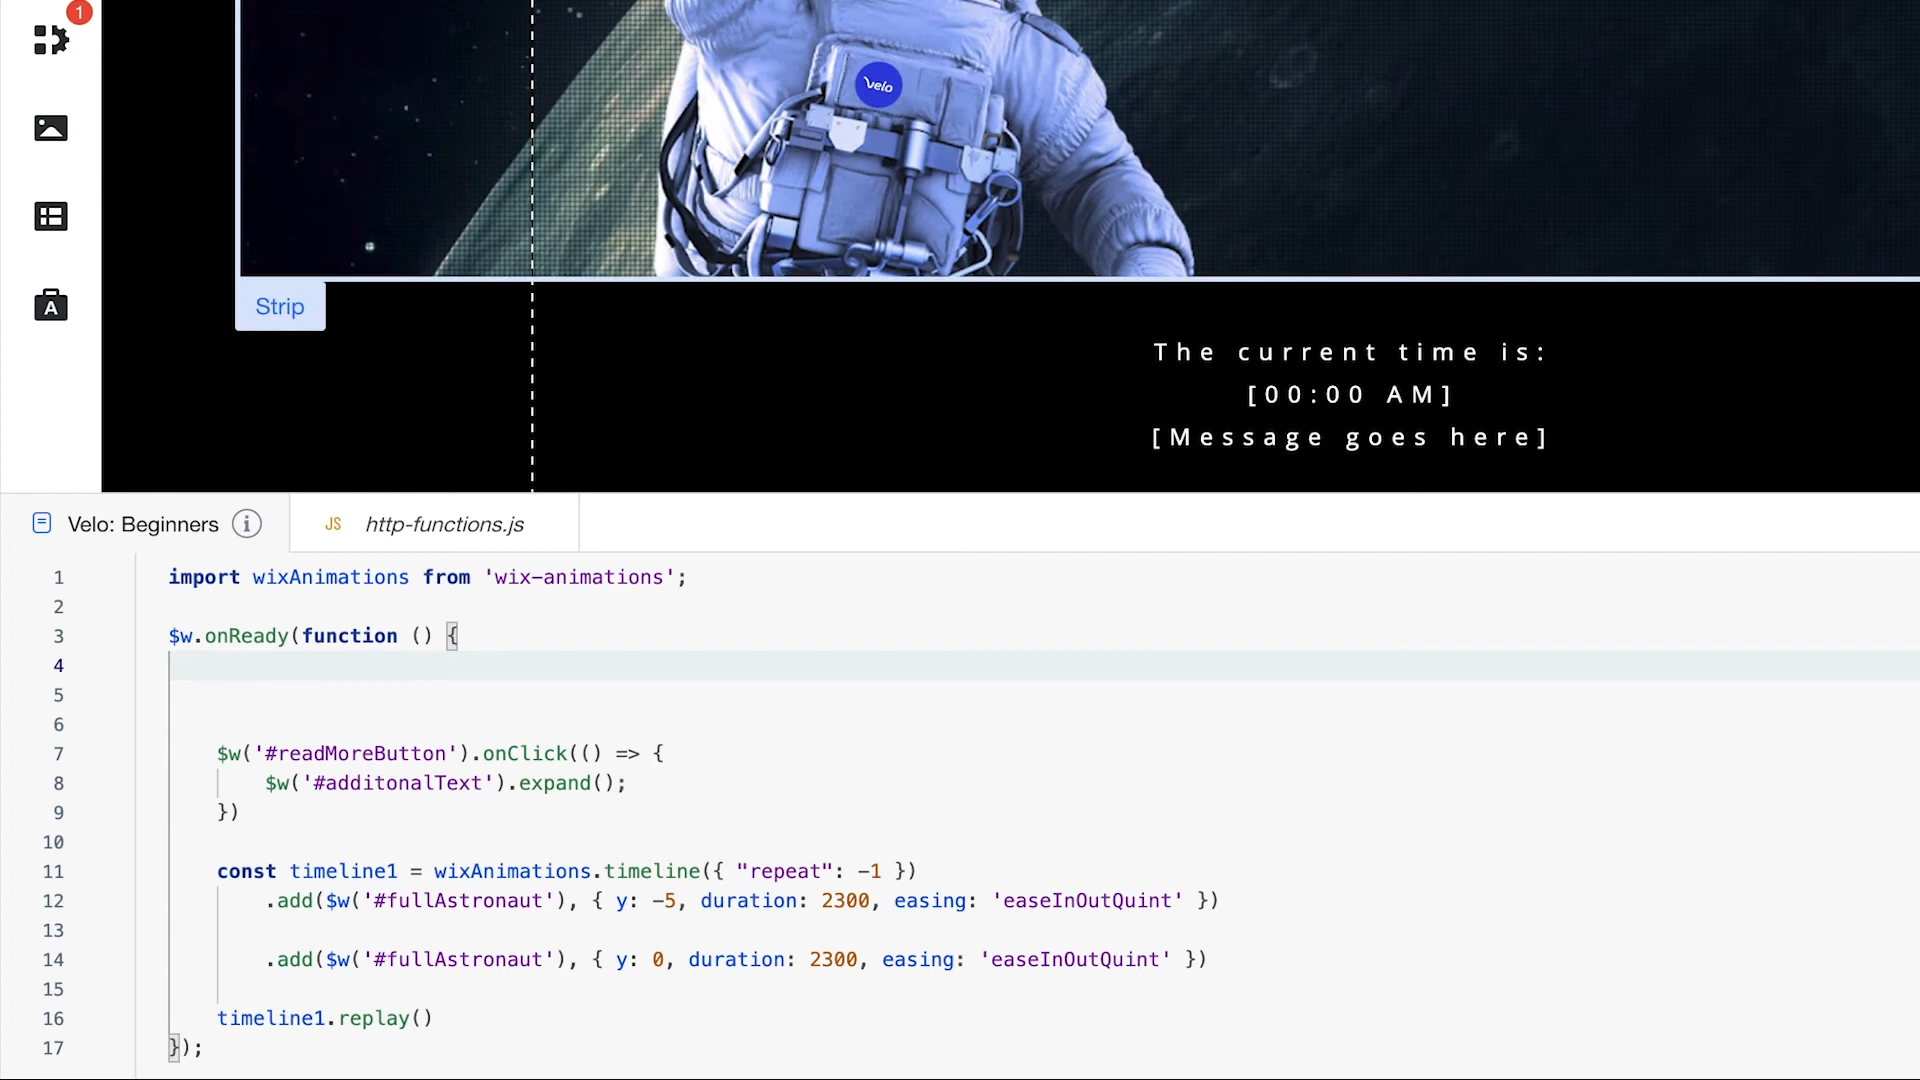 1
velo
A
Strip
The current time is:
[00:00 AM]
[Message goes here]
Velo: Beginners i
JS http-functions.js
1 import wixAnimations from 'wix-animations';
2
3 $w.onReady(function () {
4
5
6
7 $w('#readMoreButton').onClick(() => {
8 $w('#additonalText').expand();
9 })
10
11 const timeline1 = wixAnimations.timeline({ "repeat": -1 })
12 .add($w('#fullAstronaut'), { y: -5, duration: 2300, easing: 'easeInOutQuint' })
13
14 .add($w('#fullAstronaut'), { y: 0, duration: 2300, easing: 'easeInOutQuint' })
15
16 timeline1.replay()
17 });